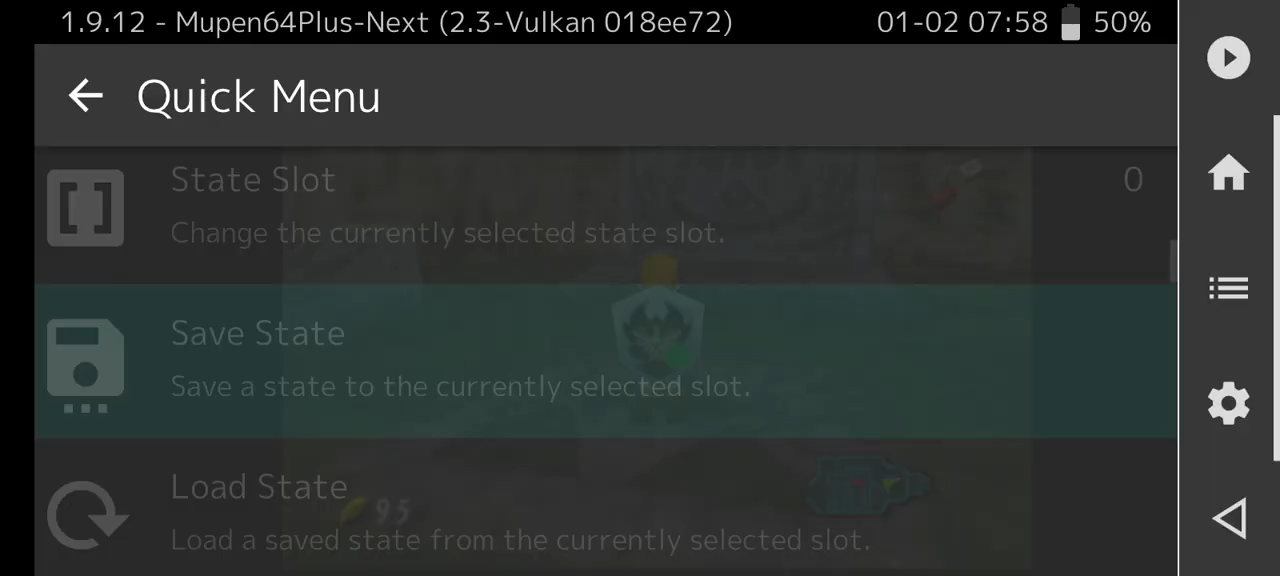 1.9.12 - Mupen64Plus-Next (2.3-Vulkan 018ee72) 01-02 07:58 50%
Quick Menu
State Slot 0
Change the currently selected state slot.
Save State
Save a state to the currently selected slot.
Load State
95
Load a saved state from the currently selected slot.